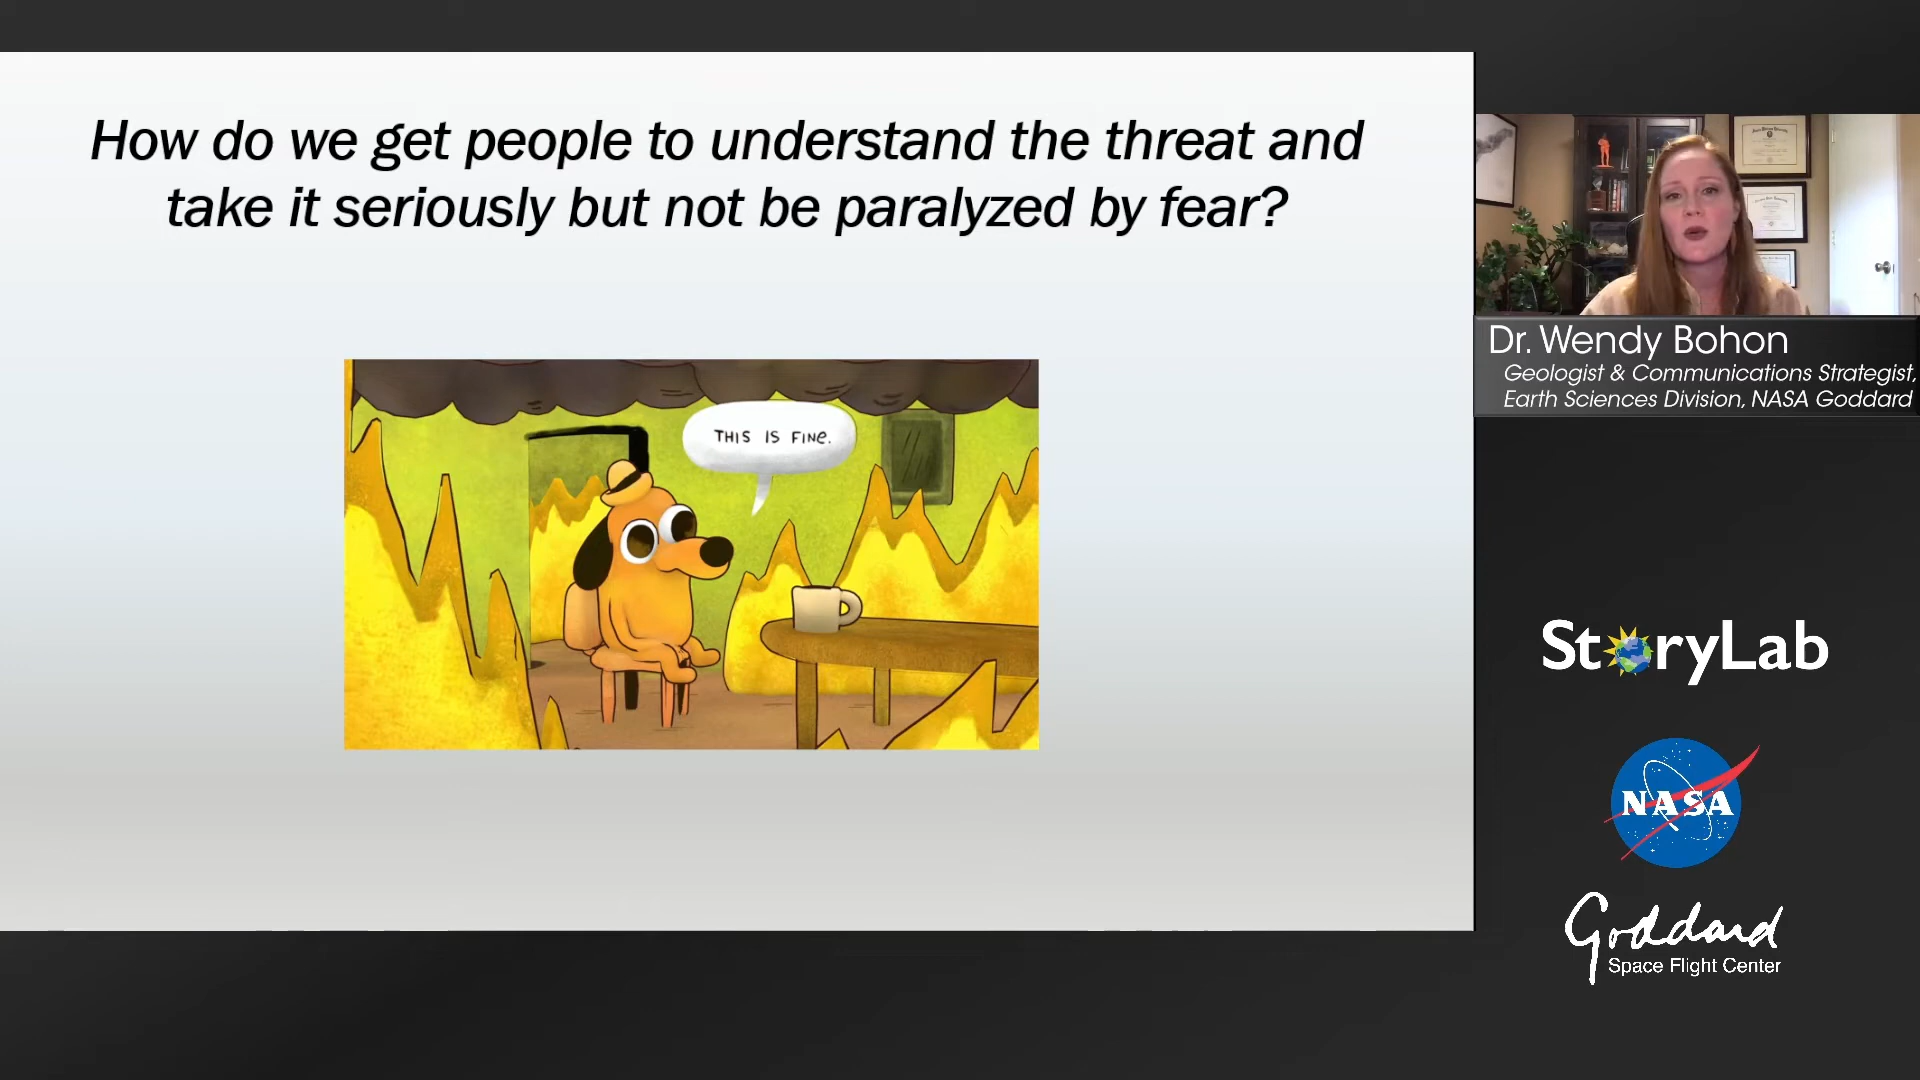 How do we get people to understand the threat and
take it seriously but not be paralyzed by fear?
THIS IS FINE.
Dr. Wendy Bohon
Geologist & Communications Strategist,
Earth Sciences Division, NASA Goddard
StoryLab
NASA
Goddard
Space Flight Center